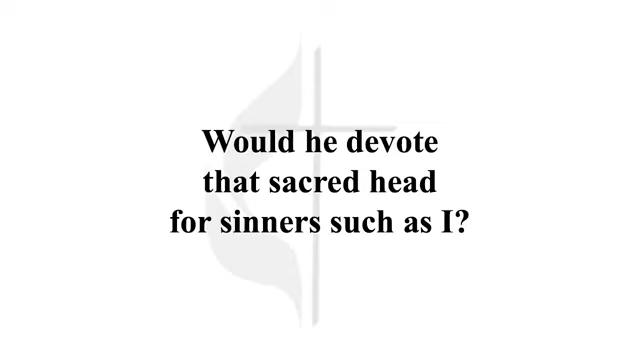 Would he devote
that sacred head
for sinners such as I?